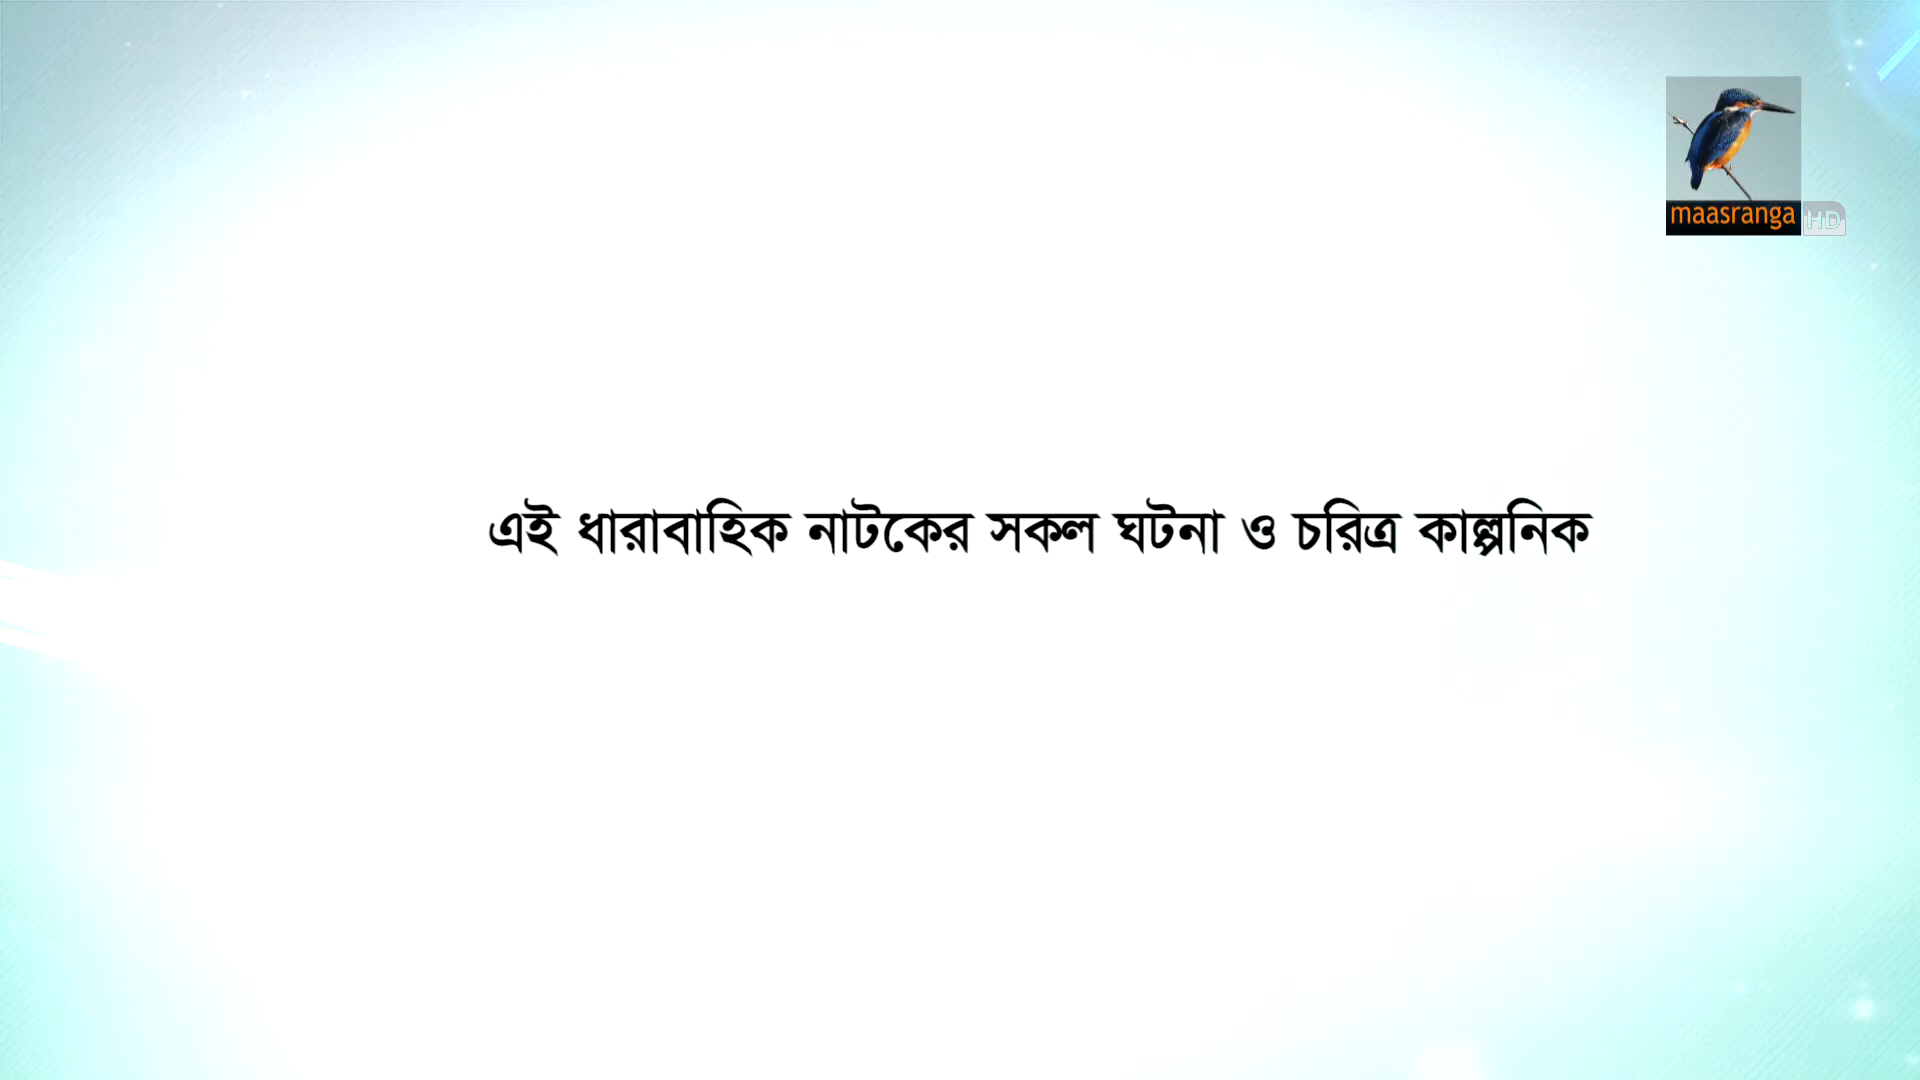 maasranga HD
এই ধারাবাহিক নাটকের সকল ঘটনা ও চরিত্র কাল্পনিক